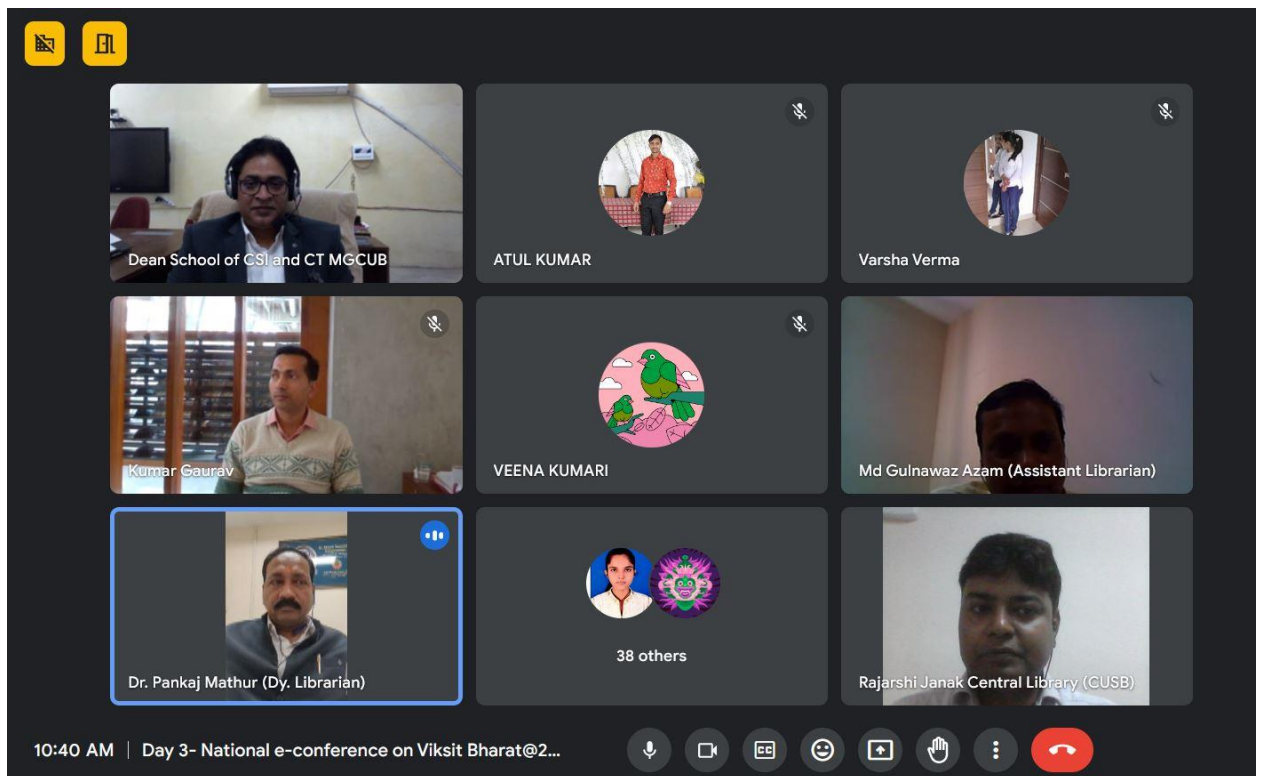 Dean School of CSI and CT MGCUB
ATUL KUMAR
Varsha Verma
Kumar Gaurav
VEENA KUMARI
Md Gulnawaz Azam (Assistant Librarian)
Dr. Pankaj Mathur (Dy. Librarian)
38 others
Rajarshi Janak Central Library (CUSB)
10:40 AM | Day 3- National e-conference on Viksit Bharat@2...